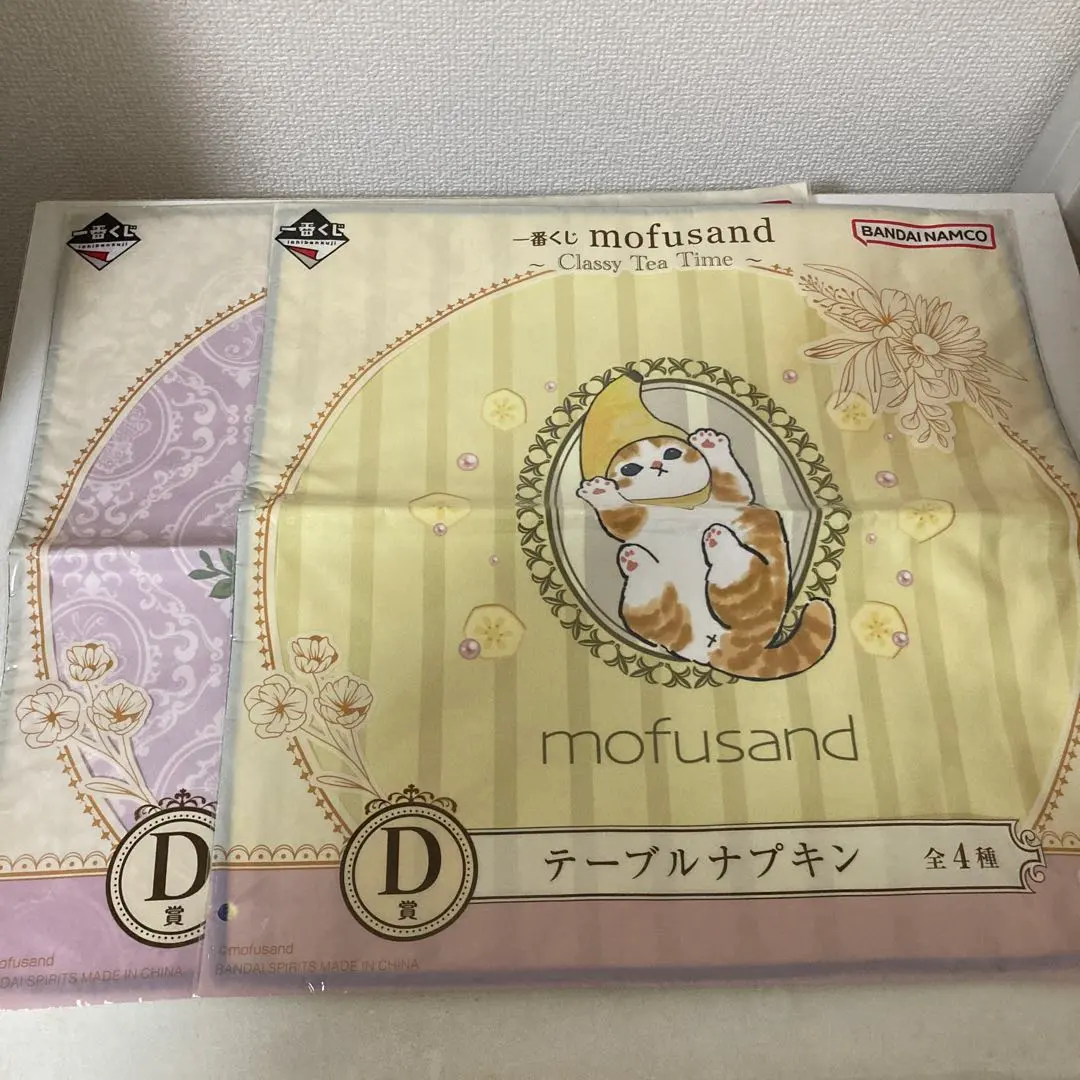 一番くじ
ichibankuji
D
賞
一番くじ
ichibankuji
一番くじ mofusand
~ Classy Tea Time ~
BANDAI NAMCO
mofusand
D
賞
テーブルナプキン 全4種
©mofusand
BANDAI SPIRITS MADE IN CHINA
ofusand
DAI SPIRITS MADE IN CHINA